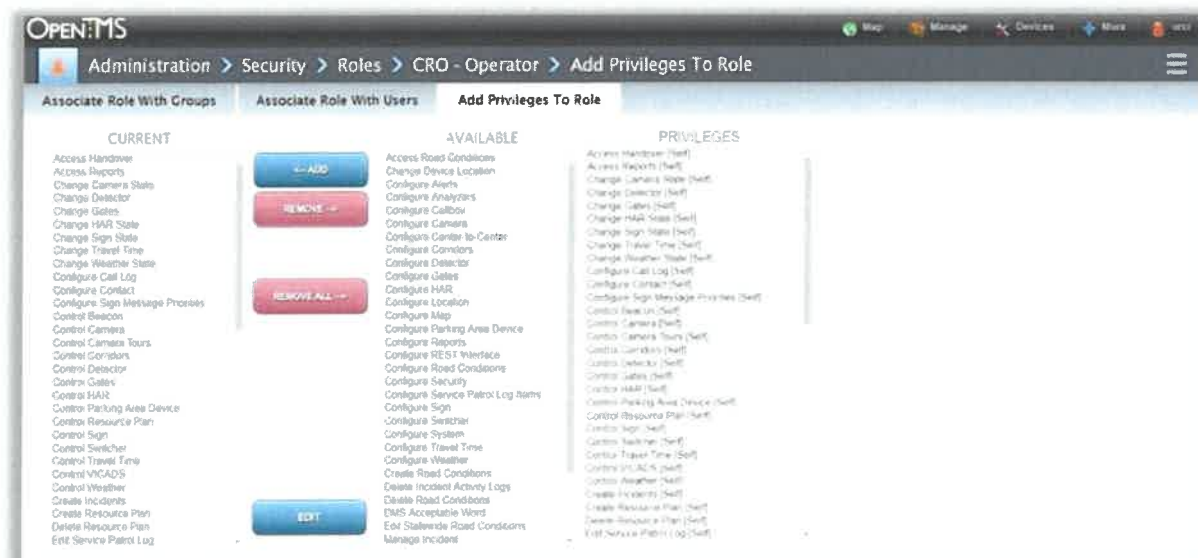 OPEN:TMS
Map Manage Devices More
Administration > Security > Roles > CRO - Operator > Add Privileges To Role
Associate Role With Groups Associate Role With Users Add Privileges To Role
CURRENT
Access Handover
Access Reports
Change Camera State
Change Detector
Change Gates
Change HAR State
Change Sign State
Change Travel Time
Change Weather State
Configure Call Log
Configure Contact
Configure Sign Message Priorities
Control Beacon
Control Camera
Control Camera Tours
Control Corridors
Control Detector
Control Gates
Control HAR
Control Parking Area Device
Control Resource Plan
Control Sign
Control Switcher
Control Travel Time
Control VICADS
Control Weather
Create Incidents
Create Resource Plan
Delete Resource Plan
Edit Service Patrol Log
<-- ADD
REMOVE -->
REMOVE ALL -->
EDIT
AVAILABLE
Access Road Conditions
Change Device Location
Configure Alerts
Configure Analyzers
Configure Callbox
Configure Camera
Configure Center-to-Center
Configure Corridors
Configure Detector
Configure Gates
Configure HAR
Configure Location
Configure Map
Configure Parking Area Device
Configure Reports
Configure REST Interface
Configure Road Conditions
Configure Security
Configure Service Patrol Log Items
Configure Sign
Configure Switcher
Configure System
Configure Travel Time
Configure Weather
Create Road Conditions
Delete Incident Activity Logs
Delete Road Conditions
DMS Acceptable Word
Edit Statewide Road Conditions
Manage Incident
PRIVILEGES
Access Handover (Self)
Access Reports (Self)
Change Camera State (Self)
Change Detector (Self)
Change Gates (Self)
Change HAR State (Self)
Change Sign State (Self)
Change Travel Time (Self)
Change Weather State (Self)
Configure Call Log (Self)
Configure Contact (Self)
Configure Sign Message Priorities (Self)
Control Beacon (Self)
Control Camera (Self)
Control Camera Tours (Self)
Control Corridors (Self)
Control Detector (Self)
Control Gates (Self)
Control HAR (Self)
Control Parking Area Device (Self)
Control Resource Plan (Self)
Control Sign (Self)
Control Switcher (Self)
Control Travel Time (Self)
Control VICADS (Self)
Control Weather (Self)
Create Incidents (Self)
Create Resource Plan (Self)
Delete Resource Plan (Self)
Edit Service Patrol Log (Self)